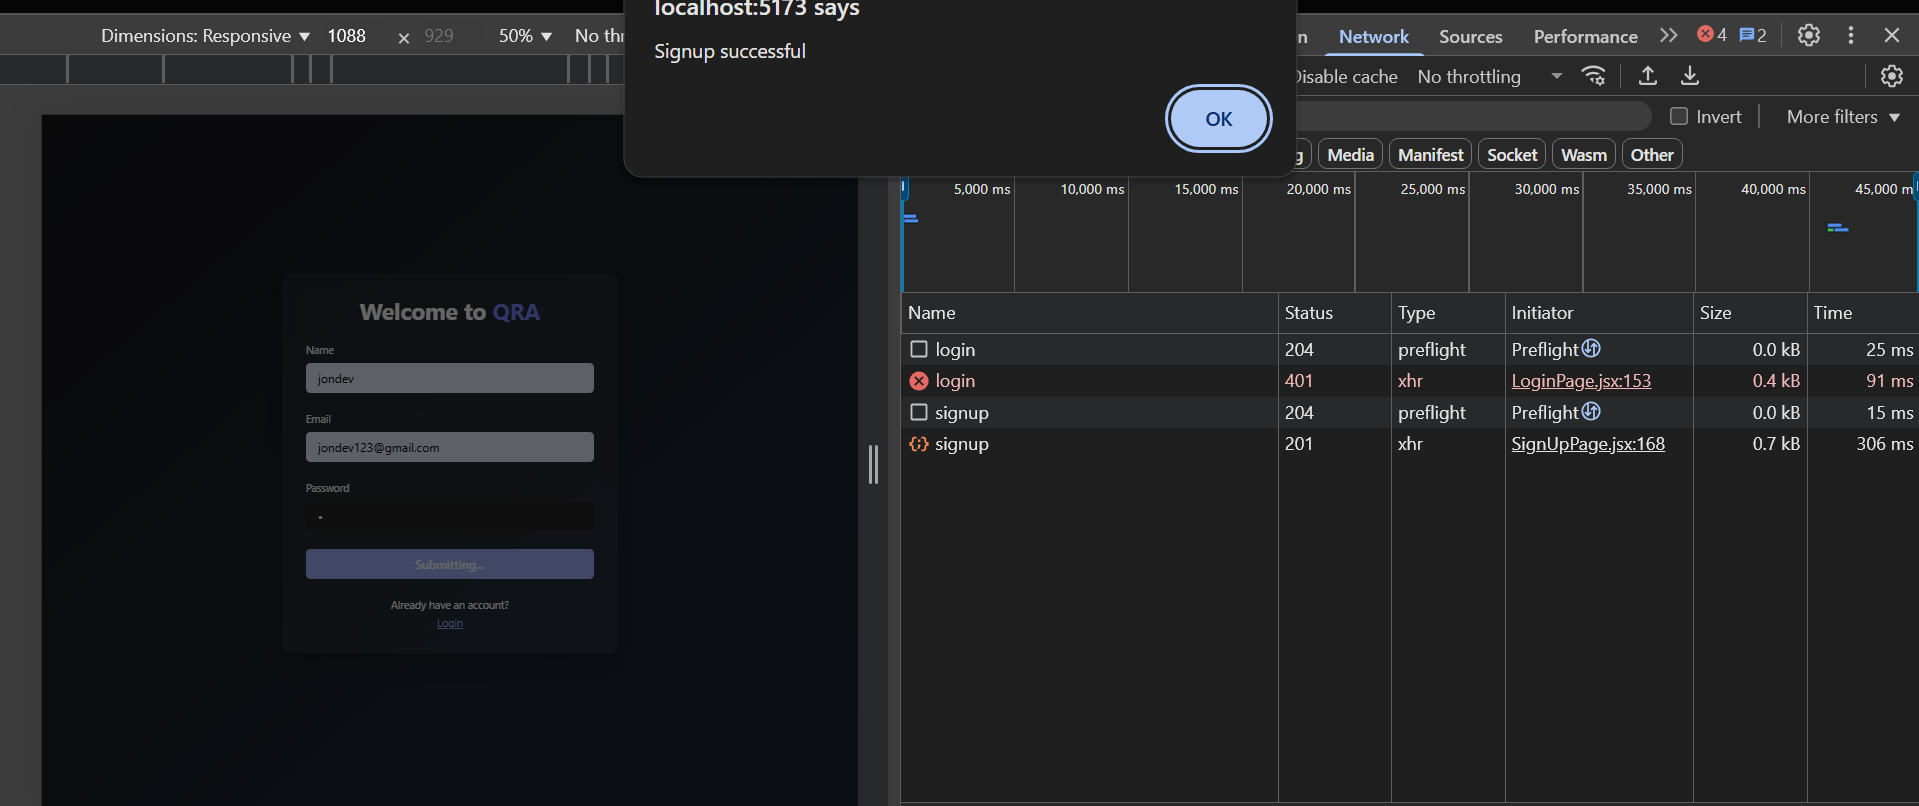 localhost:5173 says
Signup successful
OK
Dimensions: Responsive ▼ 1088 × 929 50% ▼
Network Sources Performance 4 2
Disable cache No throttling
Invert More filters ▼
Media Manifest Socket Wasm Other
5,000 ms 10,000 ms 15,000 ms 20,000 ms 25,000 ms 30,000 ms 35,000 ms 40,000 ms 45,000 m
Name Status Type Initiator Size Time
login 204 preflight Preflight 0.0 kB 25 ms
login 401 xhr LoginPage.jsx:153 0.4 kB 91 ms
signup 204 preflight Preflight 0.0 kB 15 ms
signup 201 xhr SignUpPage.jsx:168 0.7 kB 306 ms
Welcome to QRA
Name
jondev
Email
jondev123@gmail.com
Password
Submitting...
Already have an account?
Login